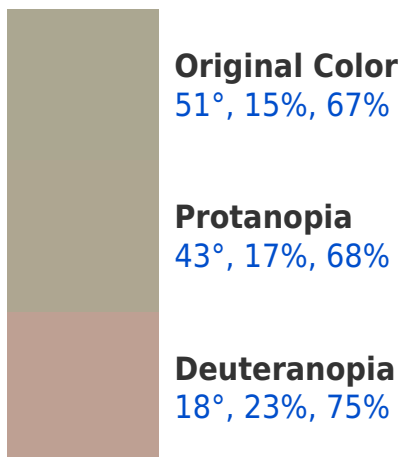 Original Color
51°, 15%, 67%
Protanopia
43°, 17%, 68%
Deuteranopia
18°, 23%, 75%